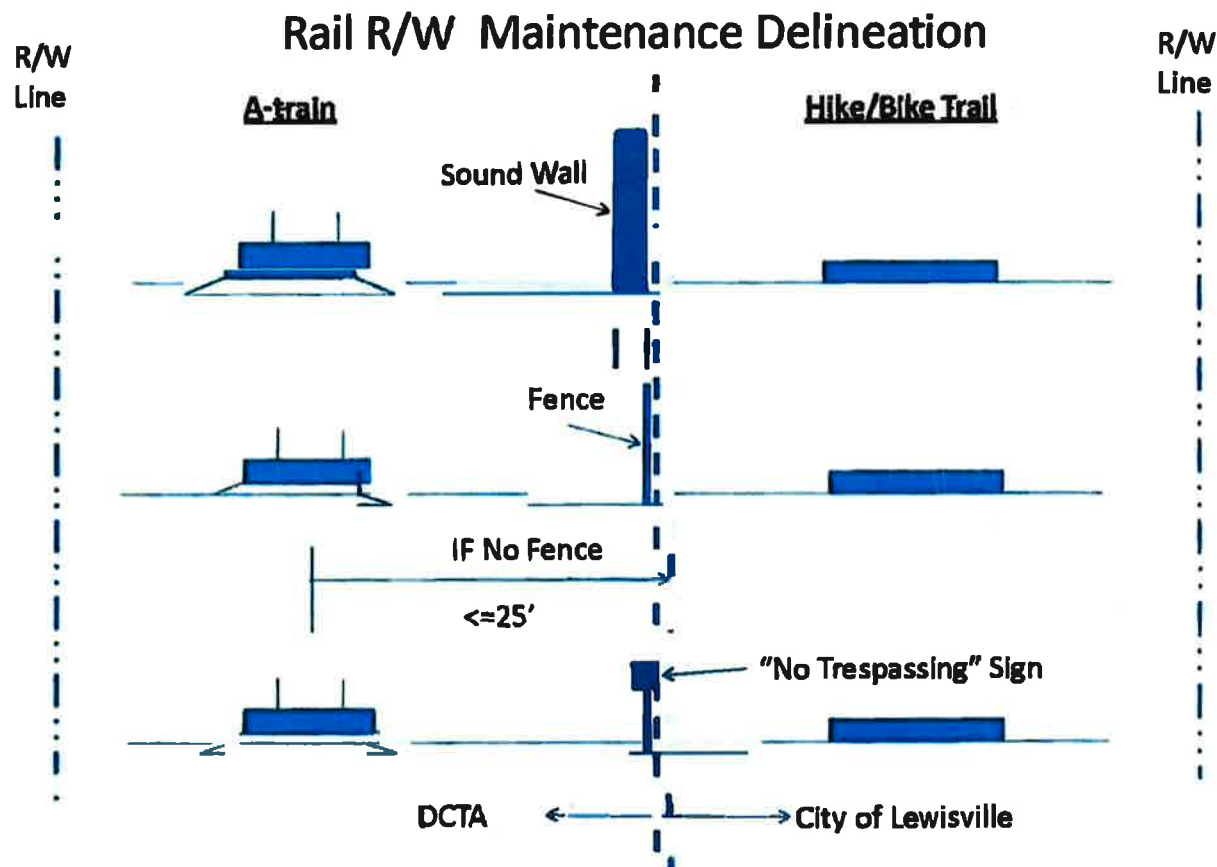 Rail R/W Maintenance Delineation
R/W
Line
R/W
Line
A-train
Hike/Bike Trail
Sound Wall
Fence
IF No Fence
<=25'
"No Trespassing" Sign
DCTA
City of Lewisville